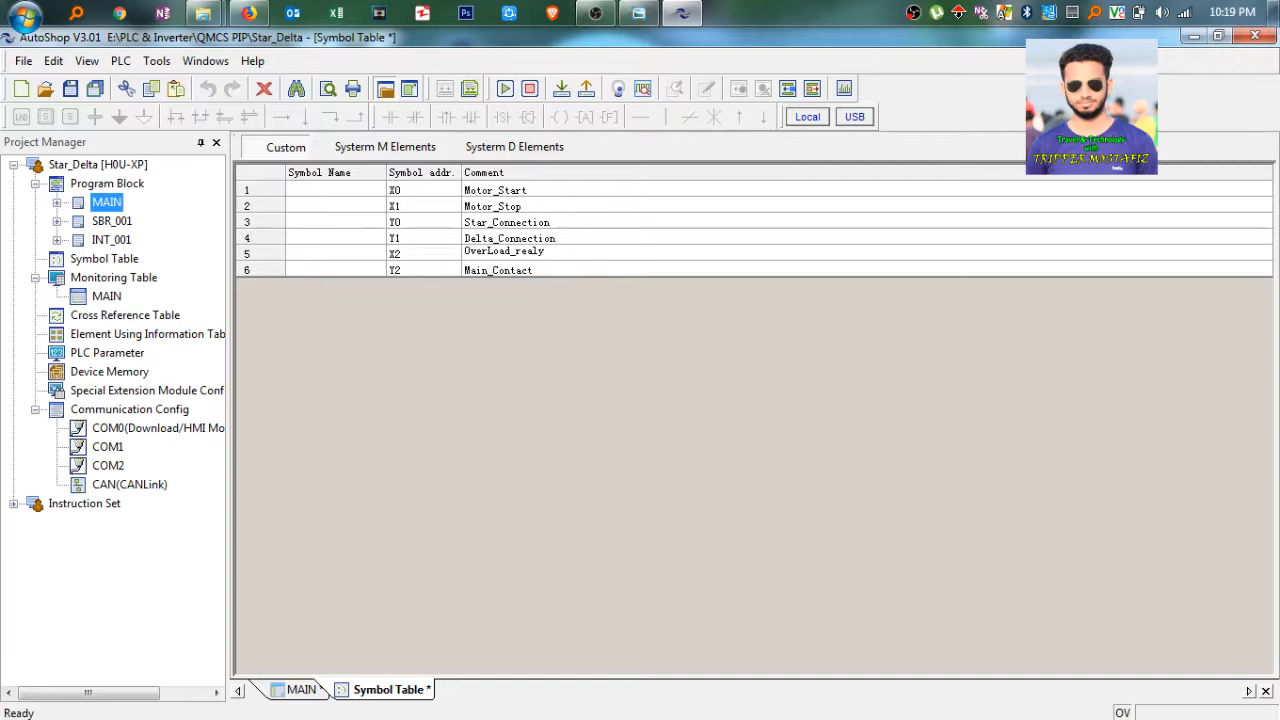 10:19 PM
AutoShop V3.01 E:\PLC & Inverter\QMCS PIP\Star_Delta - [Symbol Table *]
File Edit View PLC Tools Windows Help
Local USB
Project Manager
Star_Delta [H0U-XP]
Program Block
MAIN
SBR_001
INT_001
Symbol Table
Monitoring Table
MAIN
Cross Reference Table
Element Using Information Tab
PLC Parameter
Device Memory
Special Extension Module Conf
Communication Config
COM0(Download/HMI Mo
COM1
COM2
CAN(CANLink)
Instruction Set
Custom Systerm M Elements Systerm D Elements
Symbol Name Symbol addr. Comment
1 X0 Motor_Start
2 X1 Motor_Stop
3 Y0 Star_Connection
4 Y1 Delta_Connection
5 X2 OverLoad_realy
6 Y2 Main_Contact
Travel & Technology
with
TRIPPER MOSTAFIZ
MAIN Symbol Table *
Ready OV